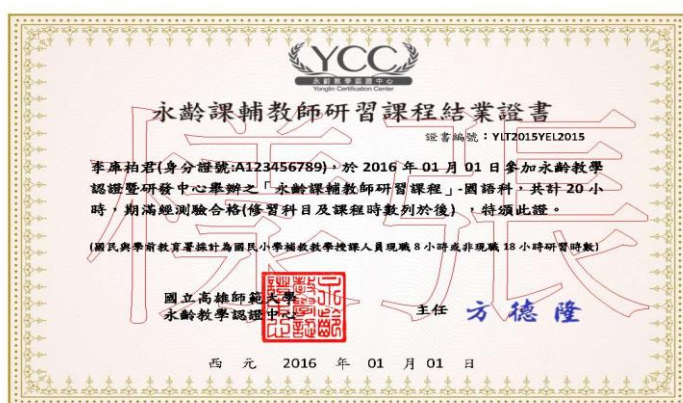 YCC
永齡教學認證中心
Yonglin Certification Center
永齡課輔教師研習課程結業證書
證書編號：YLT2015YEL2015
李庫柏君(身分證號:A123456789)，於 2016 年 01 月 01 日參加永齡教學
認證暨研發中心舉辦之「永齡課輔教師研習課程」-國語科，共計 20 小
時，期滿經測驗合格(修習科目及課程時數列於後) ，特頒此證。
(國民與學前教育署採計為國民小學補救教學授課人員現職 8 小時或非現職 18 小時研習時數)
樣張
國立高雄師範大學
永齡教學認證中心
主任 方德隆
西元 2016 年 01 月 01 日